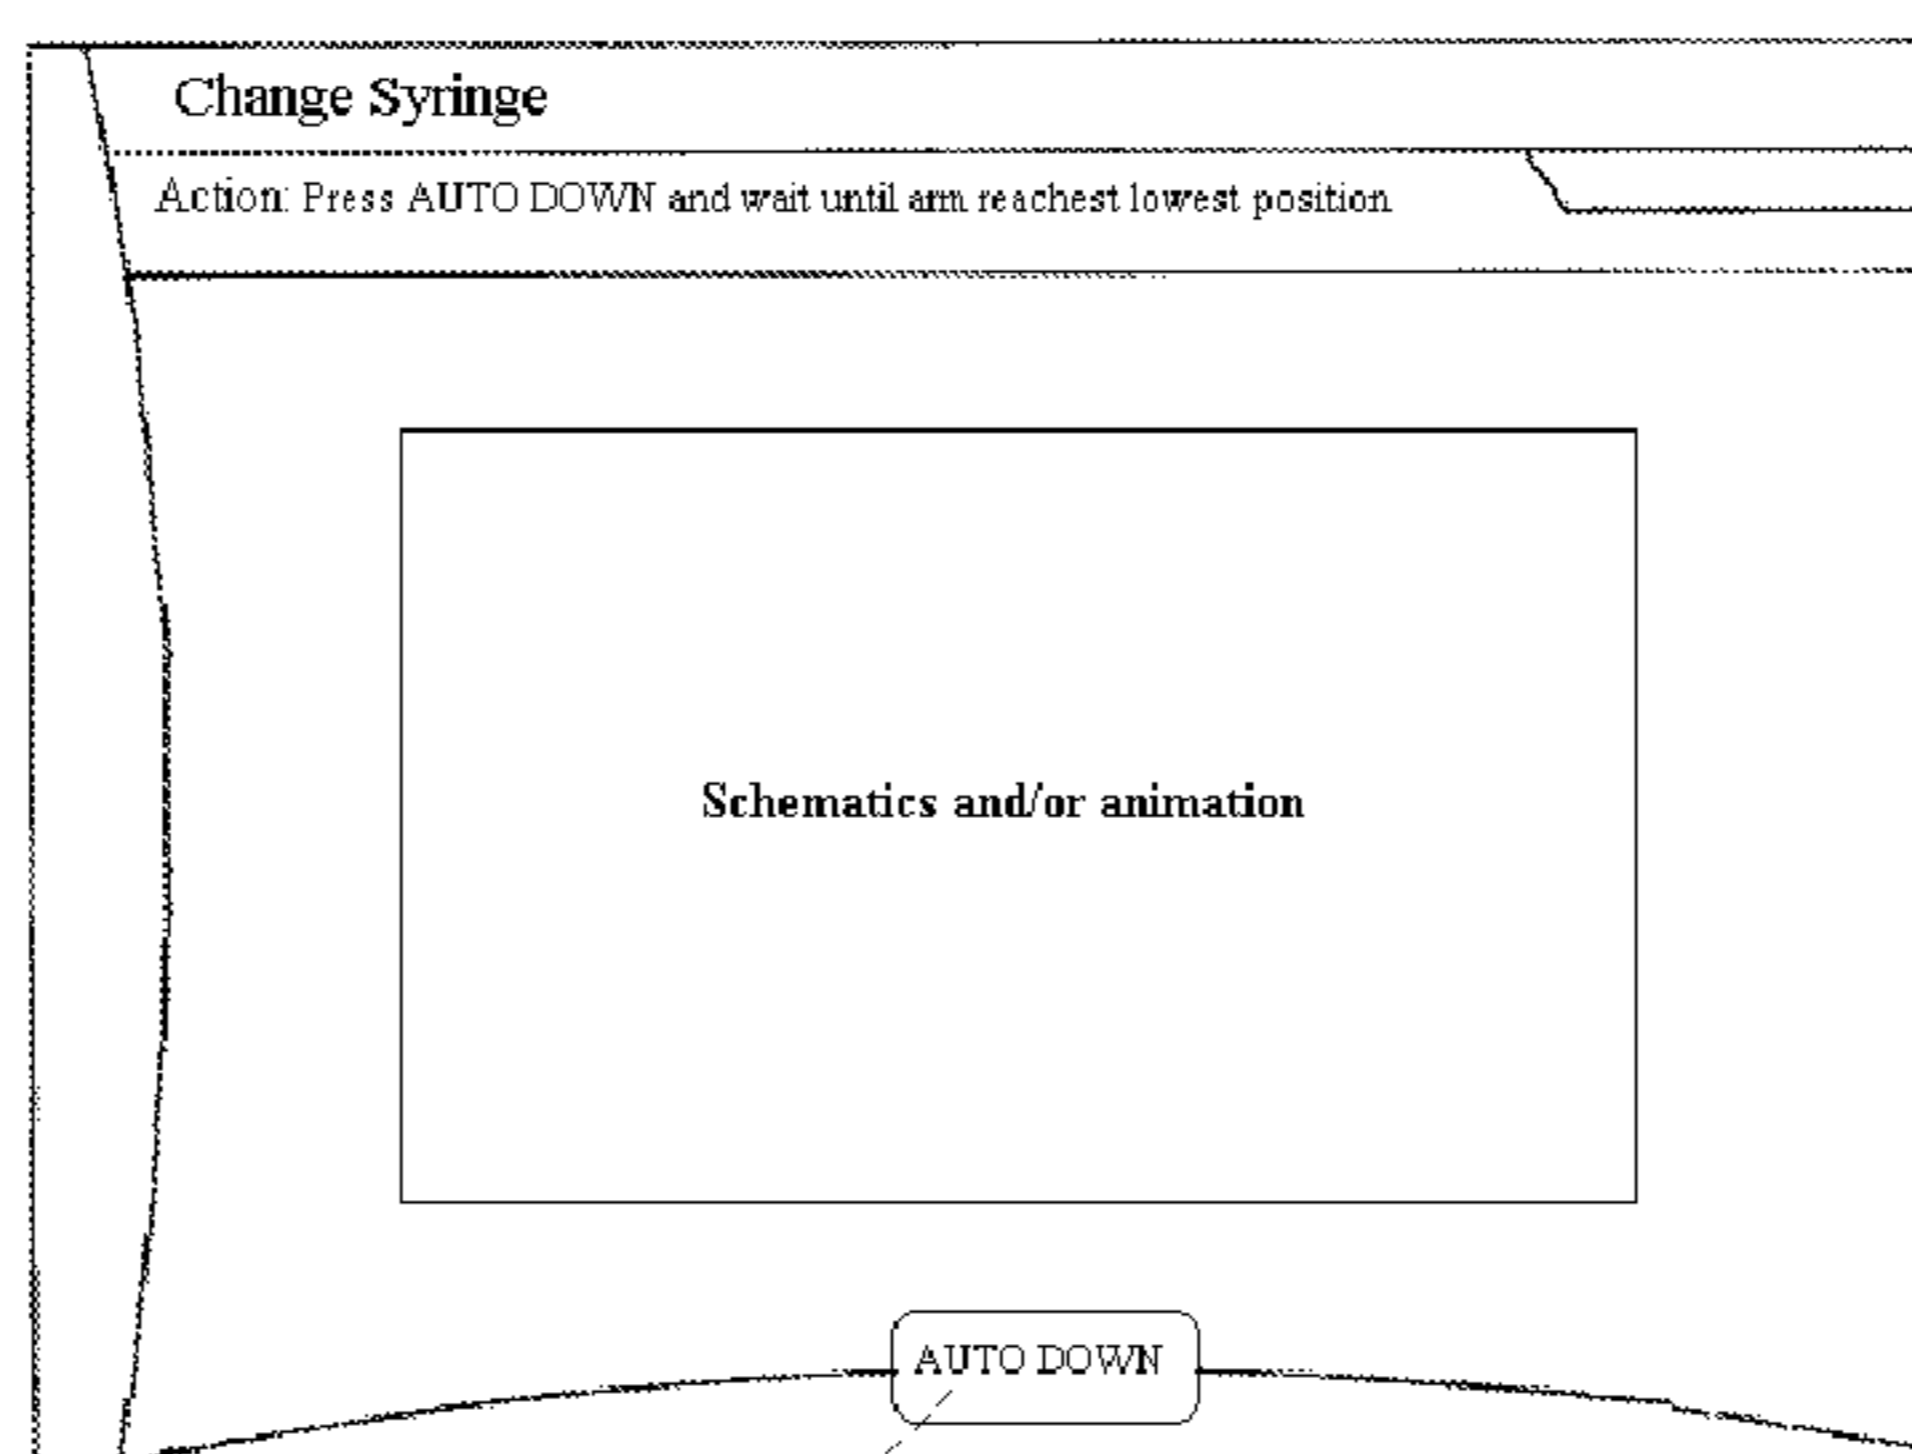 Change Syringe
Action: Press AUTO DOWN and wait until arm reachest lowest position
Schematics and/or animation
AUTO DOWN